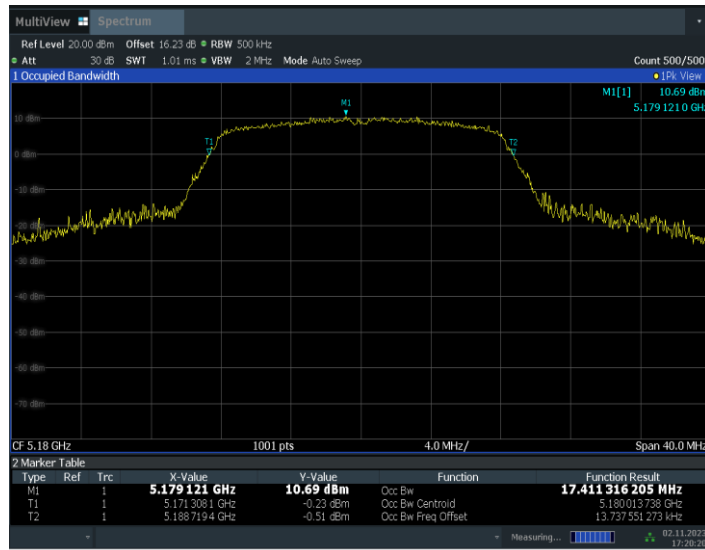 MultiView Spectrum
Ref Level 20.00 dBm Offset 16.23 dB RBW 500 kHz
Att 30 dB SWT 1.01 ms VBW 2 MHz Mode Auto Sweep Count 500/500
1 Occupied Bandwidth 1Pk View
M1[1] 10.69 dBm
5.179 121 0 GHz
M1
10 dBm
T1 T2
0 dBm
-10 dBm
-20 dBm
-30 dBm
-40 dBm
-50 dBm
-60 dBm
-70 dBm
CF 5.18 GHz 1001 pts 4.0 MHz/ Span 40.0 MHz
2 Marker Table
Type Ref Trc X-Value Y-Value Function Function Result
M1 1 5.179 121 GHz 10.69 dBm Occ Bw 17.411 316 205 MHz
T1 1 5.171 308 1 GHz -0.23 dBm Occ Bw Centroid 5.180 013 738 GHz
T2 1 5.188 719 4 GHz -0.51 dBm Occ Bw Freq Offset 13.737 551 273 kHz
Measuring... 02.11.2023
17:20:20